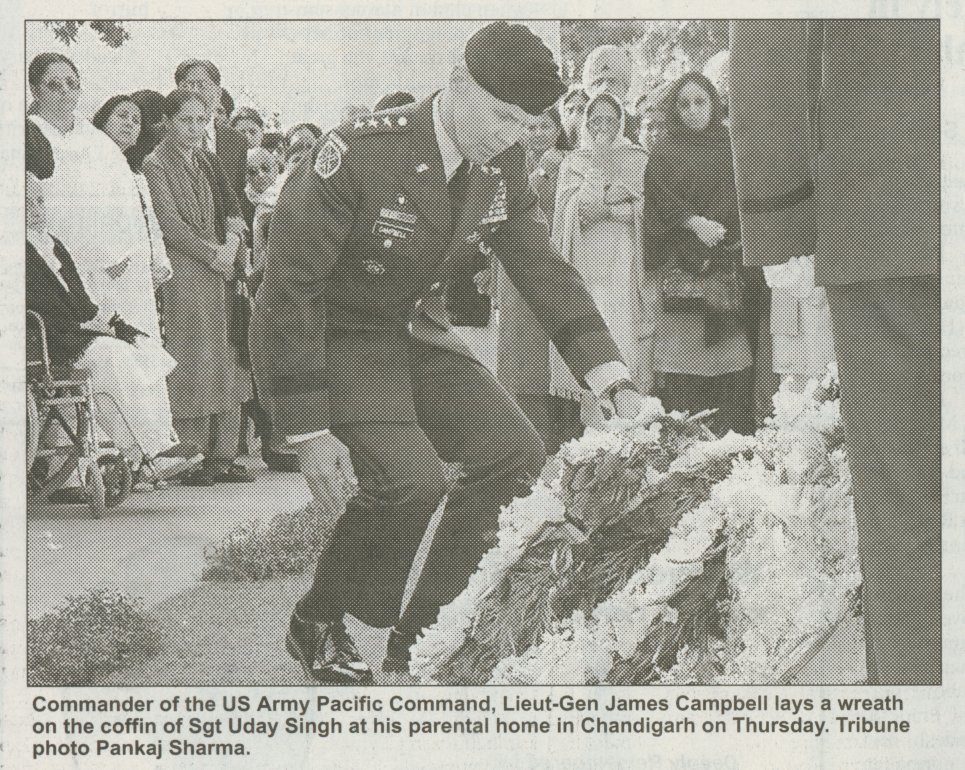 CAMPBELL
Commander of the US Army Pacific Command, Lieut-Gen James Campbell lays a wreath
on the coffin of Sgt Uday Singh at his parental home in Chandigarh on Thursday. Tribune
photo Pankaj Sharma.